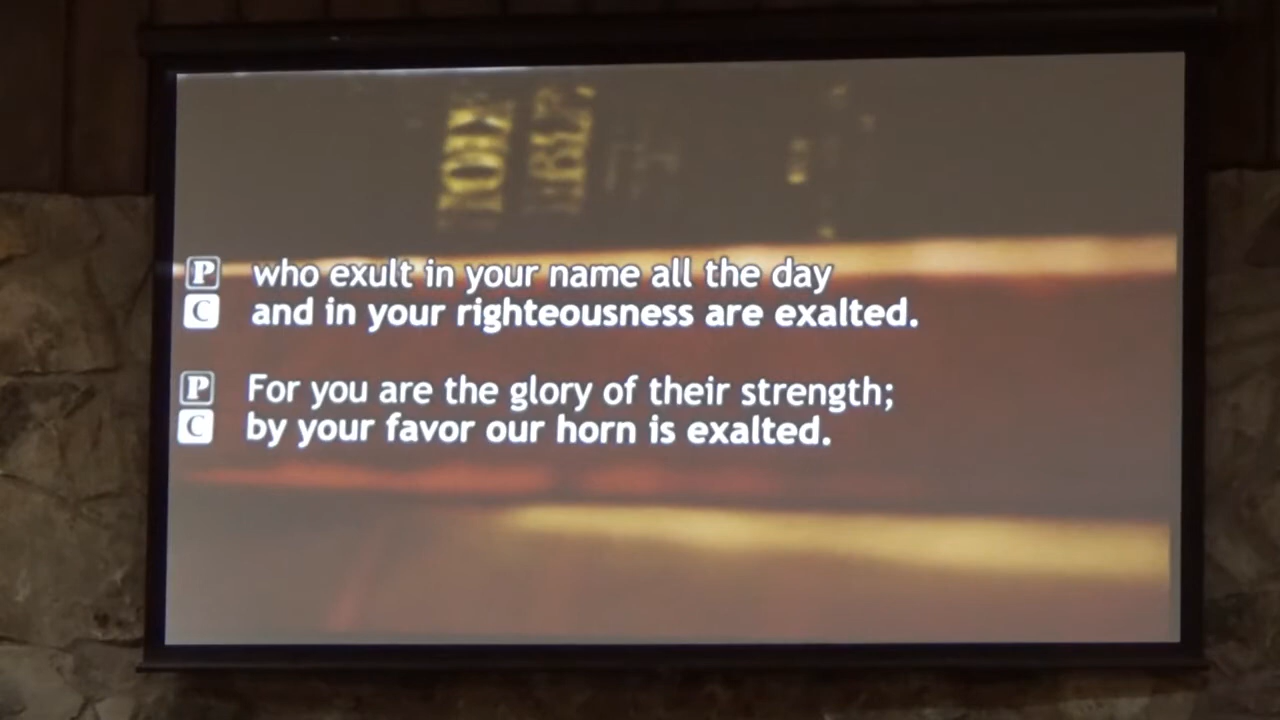 P who exult in your name all the day
C and in your righteousness are exalted.
P For you are the glory of their strength;
C by your favor our horn is exalted.